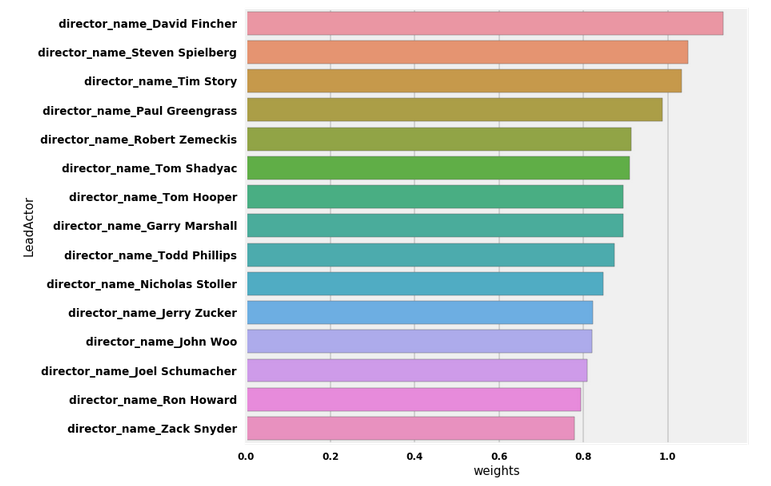 director_name_David Fincher
director_name_Steven Spielberg
director_name_Tim Story
director_name_Paul Greengrass
director_name_Robert Zemeckis
director_name_Tom Shadyac
director_name_Tom Hooper
director_name_Garry Marshall
director_name_Todd Phillips
director_name_Nicholas Stoller
director_name_Jerry Zucker
director_name_John Woo
director_name_Joel Schumacher
director_name_Ron Howard
director_name_Zack Snyder
LeadActor
0.0 0.2 0.4 0.6 0.8 1.0
weights